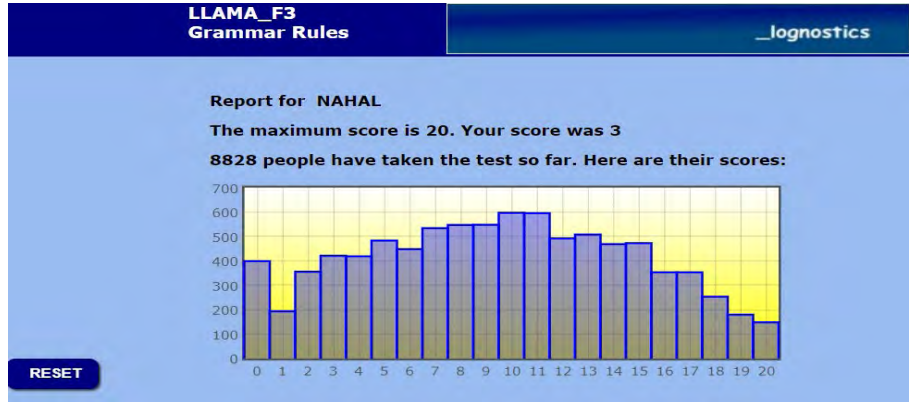 LLAMA_F3
Grammar Rules
_lognostics
Report for NAHAL
The maximum score is 20. Your score was 3
8828 people have taken the test so far. Here are their scores:
700
600
500
400
300
200
100
0
0 1 2 3 4 5 6 7 8 9 10 11 12 13 14 15 16 17 18 19 20
RESET